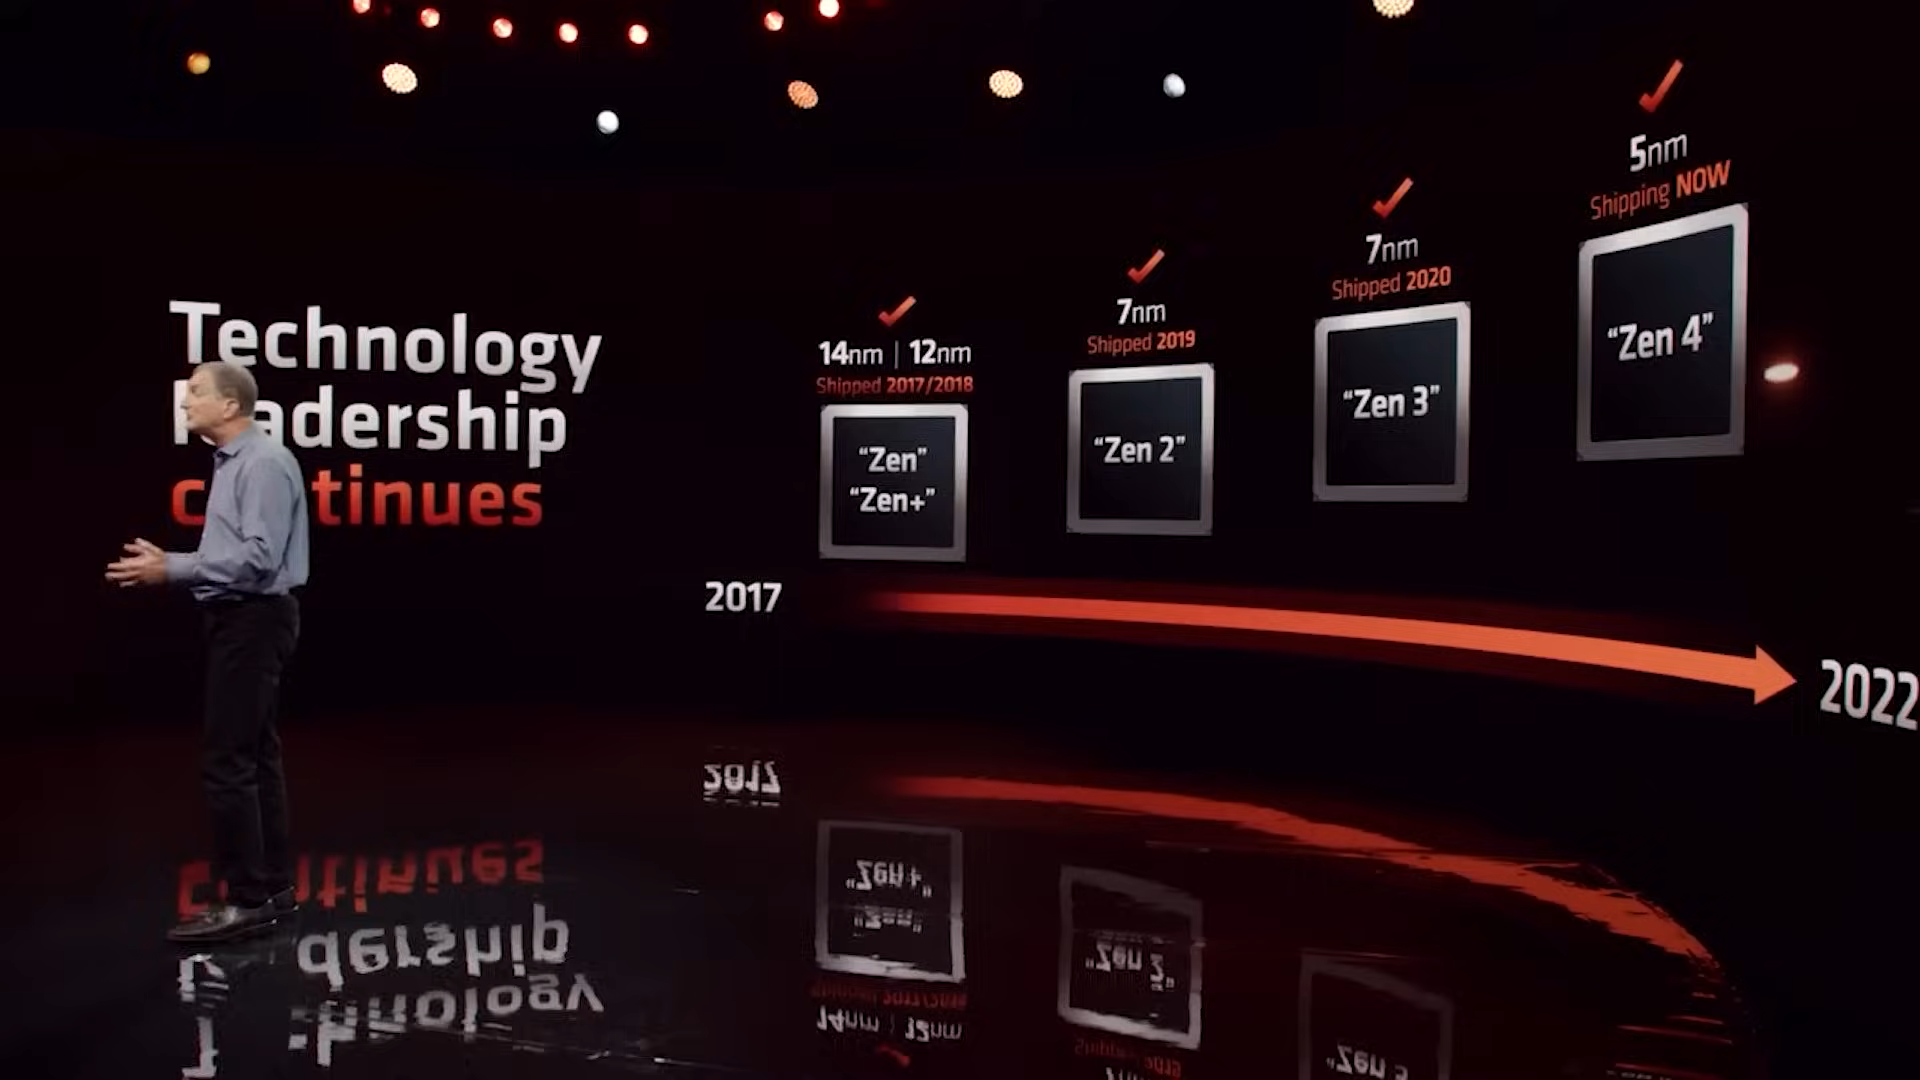 Technology
l adership
c tinues
14nm | 12nm
Shipped 2017/2018
“Zen”
“Zen+”
7nm
Shipped 2019
“Zen 2”
7nm
Shipped 2020
“Zen 3”
5nm
Shipping NOW
“Zen 4”
2017
2022